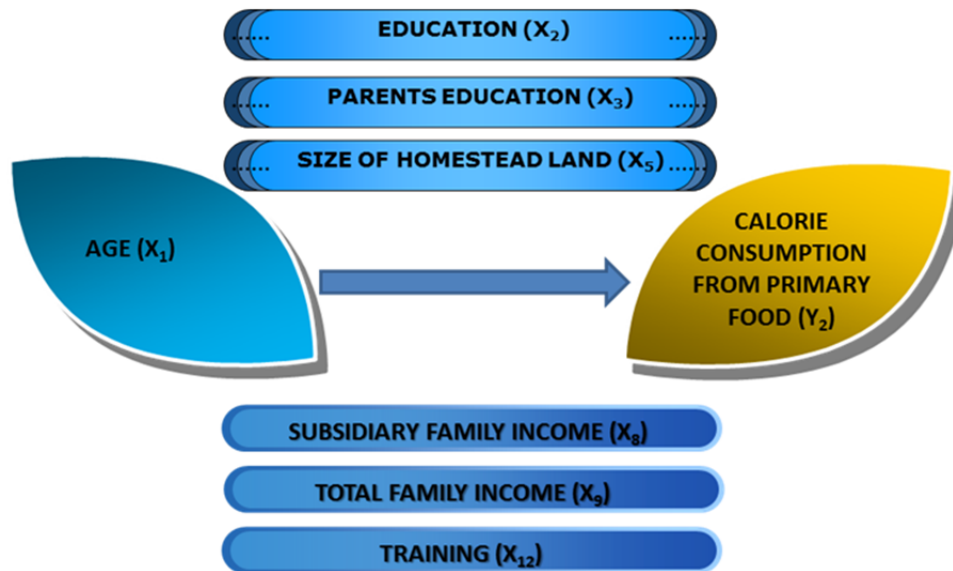 ...... EDUCATION (X₂) ......
...... PARENTS EDUCATION (X₃) ......
...... SIZE OF HOMESTEAD LAND (X₅) ......
AGE (X₁)
CALORIE
CONSUMPTION
FROM PRIMARY
FOOD (Y₂)
SUBSIDIARY FAMILY INCOME (X₈)
TOTAL FAMILY INCOME (X₉)
TRAINING (X₁₂)